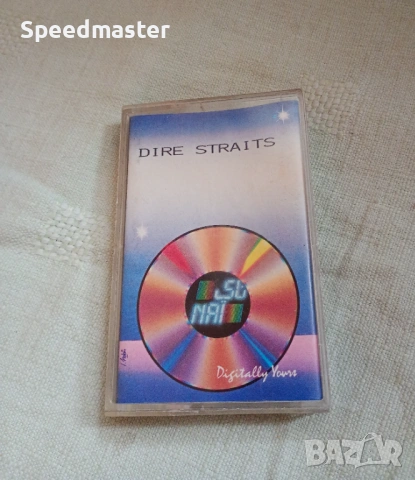 Speedmaster
DIRE STRAITS
Digitally Yours
BAZAR